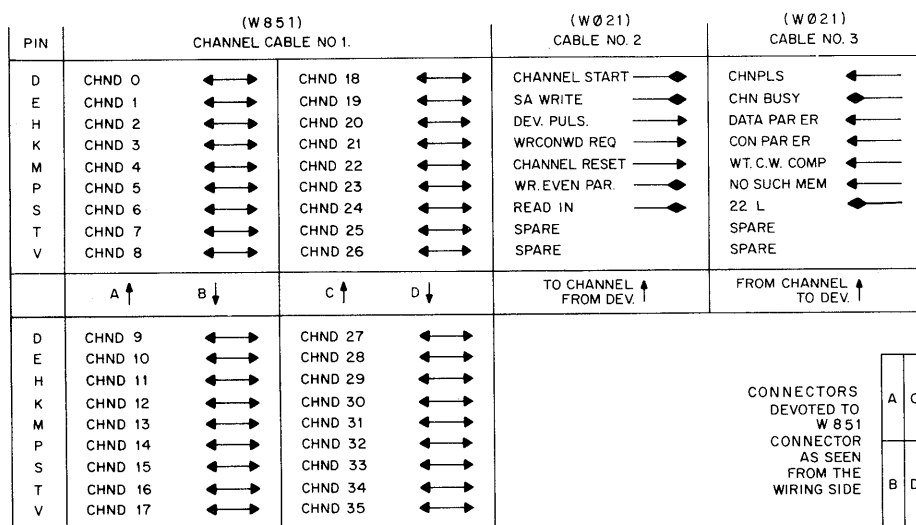 (W851) (WØ21) (WØ21)
PIN CHANNEL CABLE NO 1. CABLE NO. 2 CABLE NO. 3
D CHND 0 CHND 18 CHANNEL START CHNPLS
E CHND 1 CHND 19 SA WRITE CHN BUSY
H CHND 2 CHND 20 DEV. PULS. DATA PAR ER
K CHND 3 CHND 21 WRCONWD REQ CON PAR ER
M CHND 4 CHND 22 CHANNEL RESET WT. C.W. COMP
P CHND 5 CHND 23 WR. EVEN PAR. NO SUCH MEM
S CHND 6 CHND 24 READ IN 22 L
T CHND 7 CHND 25 SPARE SPARE
V CHND 8 CHND 26 SPARE SPARE
A B C D TO CHANNEL FROM CHANNEL
FROM DEV. TO DEV.
D CHND 9 CHND 27
E CHND 10 CHND 28
H CHND 11 CHND 29
K CHND 12 CHND 30
M CHND 13 CHND 31
P CHND 14 CHND 32
S CHND 15 CHND 33
T CHND 16 CHND 34
V CHND 17 CHND 35
CONNECTORS
DEVOTED TO
W 851
CONNECTOR
AS SEEN
FROM THE
WIRING SIDE
A C
B D